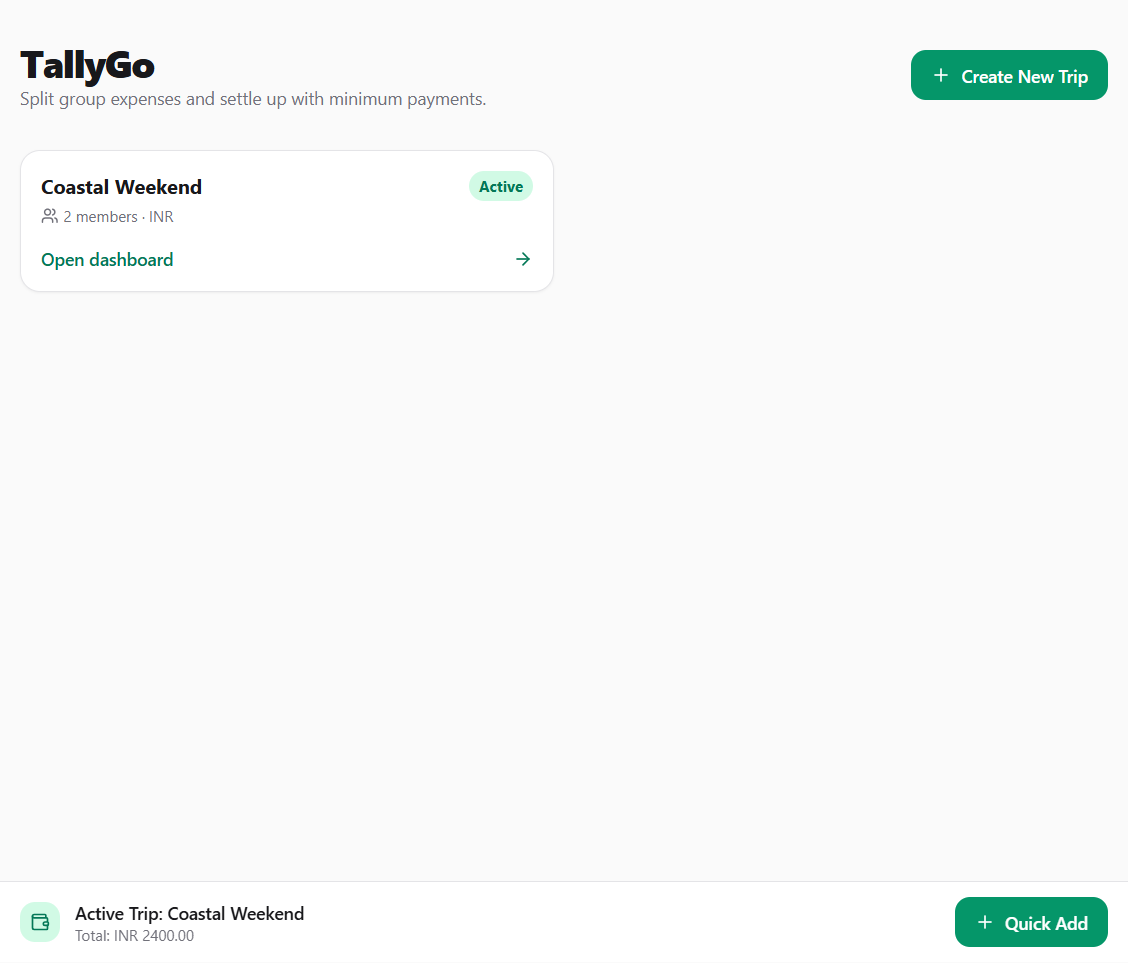 TallyGo
Split group expenses and settle up with minimum payments.
Create New Trip
Coastal Weekend
Active
2 members · INR
Open dashboard
Active Trip: Coastal Weekend
Total: INR 2400.00
Quick Add